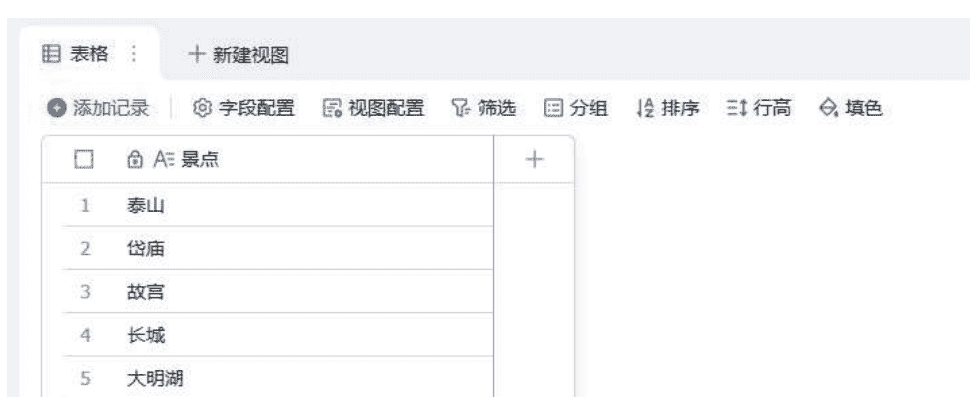 表格 新建视图
添加记录 字段配置 视图配置 筛选 分组 排序 行高 填色
景点
1 泰山
2 岱庙
3 故宫
4 长城
5 大明湖